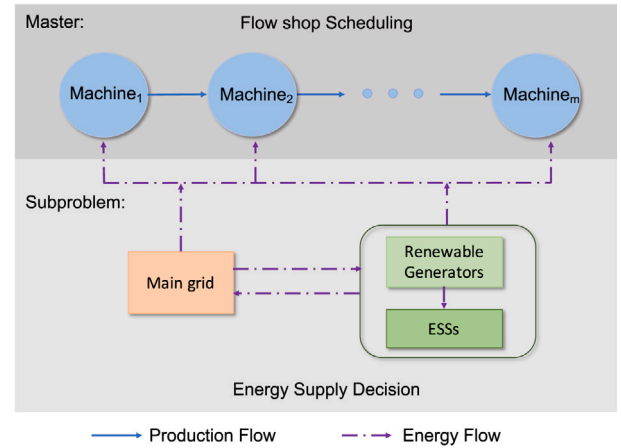 Master:
Flow shop Scheduling
Machine₁
Machine₂
Machineₘ
Subproblem:
Main grid
Renewable
Generators
ESSs
Energy Supply Decision
Production Flow
Energy Flow